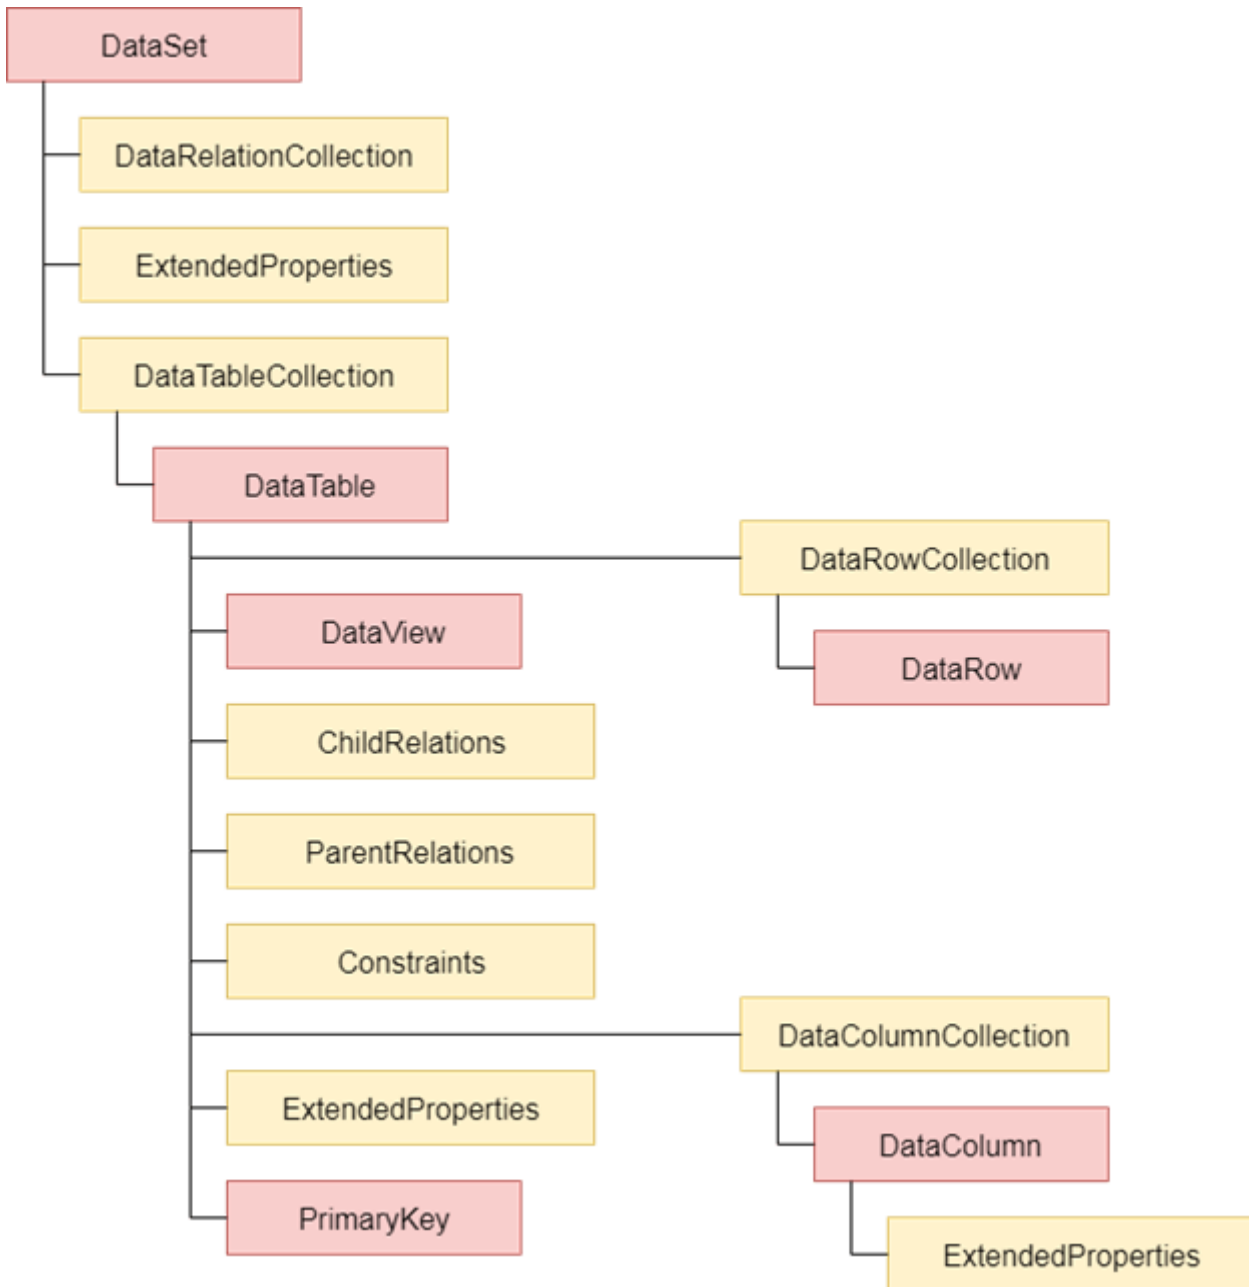 DataSet
DataRelationCollection
ExtendedProperties
DataTableCollection
DataTable
DataRowCollection
DataView
DataRow
ChildRelations
ParentRelations
Constraints
DataColumnCollection
ExtendedProperties
DataColumn
PrimaryKey
ExtendedProperties